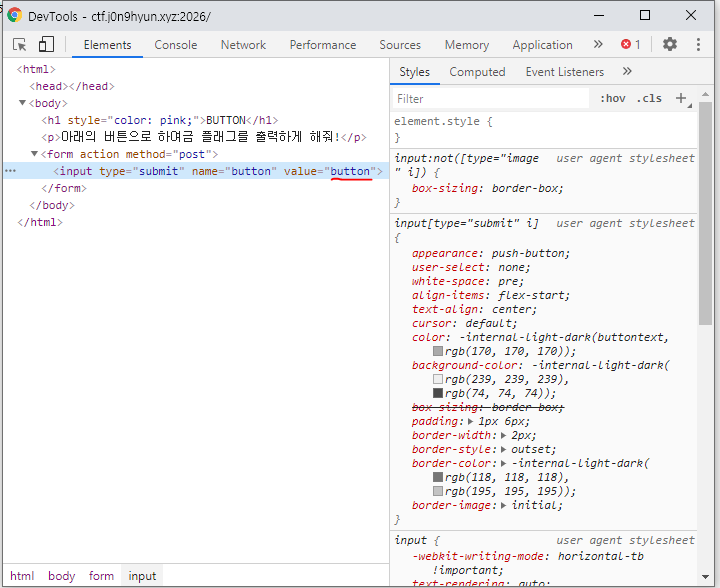 DevTools - ctf.j0n9hyun.xyz:2026/
Elements Console Network Performance Sources Memory Application » 1
<html>
<head></head>
▼<body>
<h1 style="color: pink;">BUTTON</h1>
<p>아래의 버튼으로 하여금 플래그를 출력하게 해줘!</p>
▼<form action method="post">
<input type="submit" name="button" value="button">
</form>
</body>
</html>
html body form input
Styles Computed Event Listeners »
Filter :hov .cls +
element.style {
}
input:not([type="image user agent stylesheet
" i]) {
box-sizing: border-box;
}
input[type="submit" i] user agent stylesheet
{
appearance: push-button;
user-select: none;
white-space: pre;
align-items: flex-start;
text-align: center;
cursor: default;
color: -internal-light-dark(buttontext,
rgb(170, 170, 170));
background-color: -internal-light-dark(
rgb(239, 239, 239),
rgb(74, 74, 74));
box-sizing: border-box;
padding:▶1px 6px;
border-width:▶2px;
border-style:▶outset;
border-color:▶-internal-light-dark(
rgb(118, 118, 118),
rgb(195, 195, 195));
border-image:▶initial;
}
input { user agent stylesheet
-webkit-writing-mode: horizontal-tb
!important;
text-rendering: auto;